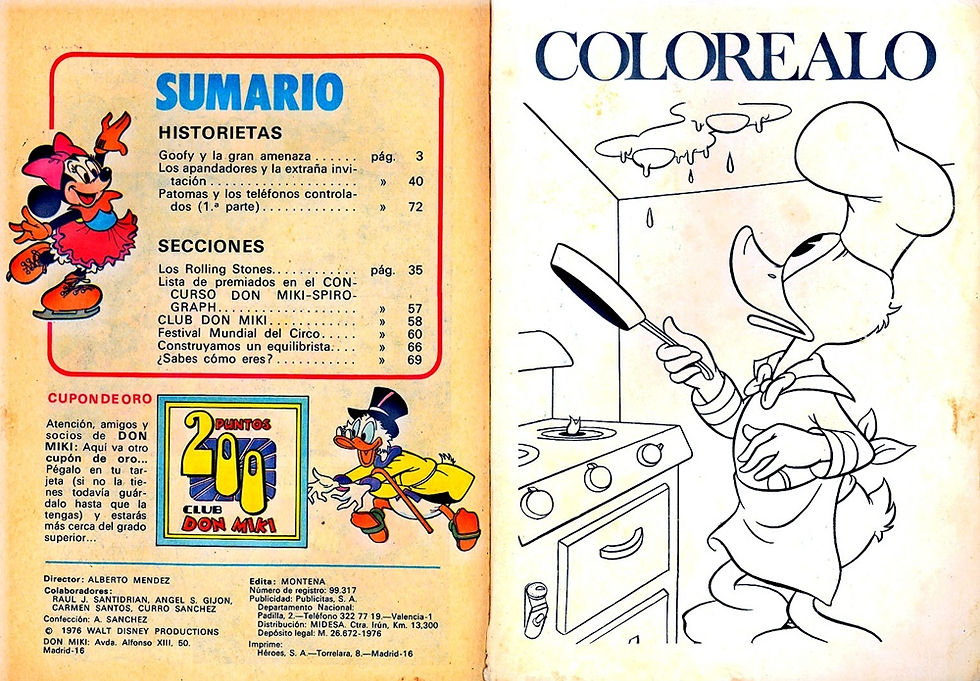 SUMARIO
HISTORIETAS
Goofy y la gran amenaza ...... pág. 3
Los apandadores y la extraña invi-
tación .................... » 40
Patomas y los teléfonos controla-
dos (1.ª parte) ............. » 72
SECCIONES
Los Rolling Stones............ pág. 35
Lista de premiados en el CON-
CURSO DON MIKI-SPIRO-
GRAPH .................. » 57
CLUB DON MIKI ............ » 58
Festival Mundial del Circo.... » 60
Construyamos un equilibrista.... » 66
¿Sabes cómo eres? ........... » 69
CUPON DE ORO
Atención, amigos y
socios de DON
MIKI: Aquí va otro
cupón de oro...
Pégalo en tu tar-
jeta (si no la tie-
nes todavía guár-
dalo hasta que la
tengas) y estarás
más cerca del grado
superior...
200
PUNTOS
CLUB
DON MIKI
Director: ALBERTO MENDEZ
Colaboradores:
RAUL J. SANTIDRIAN, ANGEL S. GIJON,
CARMEN SANTOS, CURRO SANCHEZ
Confección: A. SANCHEZ
© 1976 WALT DISNEY PRODUCTIONS
DON MIKI: Avda. Alfonso XIII, 50.
Madrid-16
Edita: MONTENA
Número de registro: 99.317
Publicidad: Publicitas, S. A.
Departamento Nacional:
Padilla, 2.—Teléfono 322 77 19.—Valencia-1
Distribución: MIDESA. Ctra. Irún, Km. 13,300
Depósito legal: M. 26.672-1976
Imprime:
Héroes, S. A.—Torrelara, 8.—Madrid-16
COLOREALO